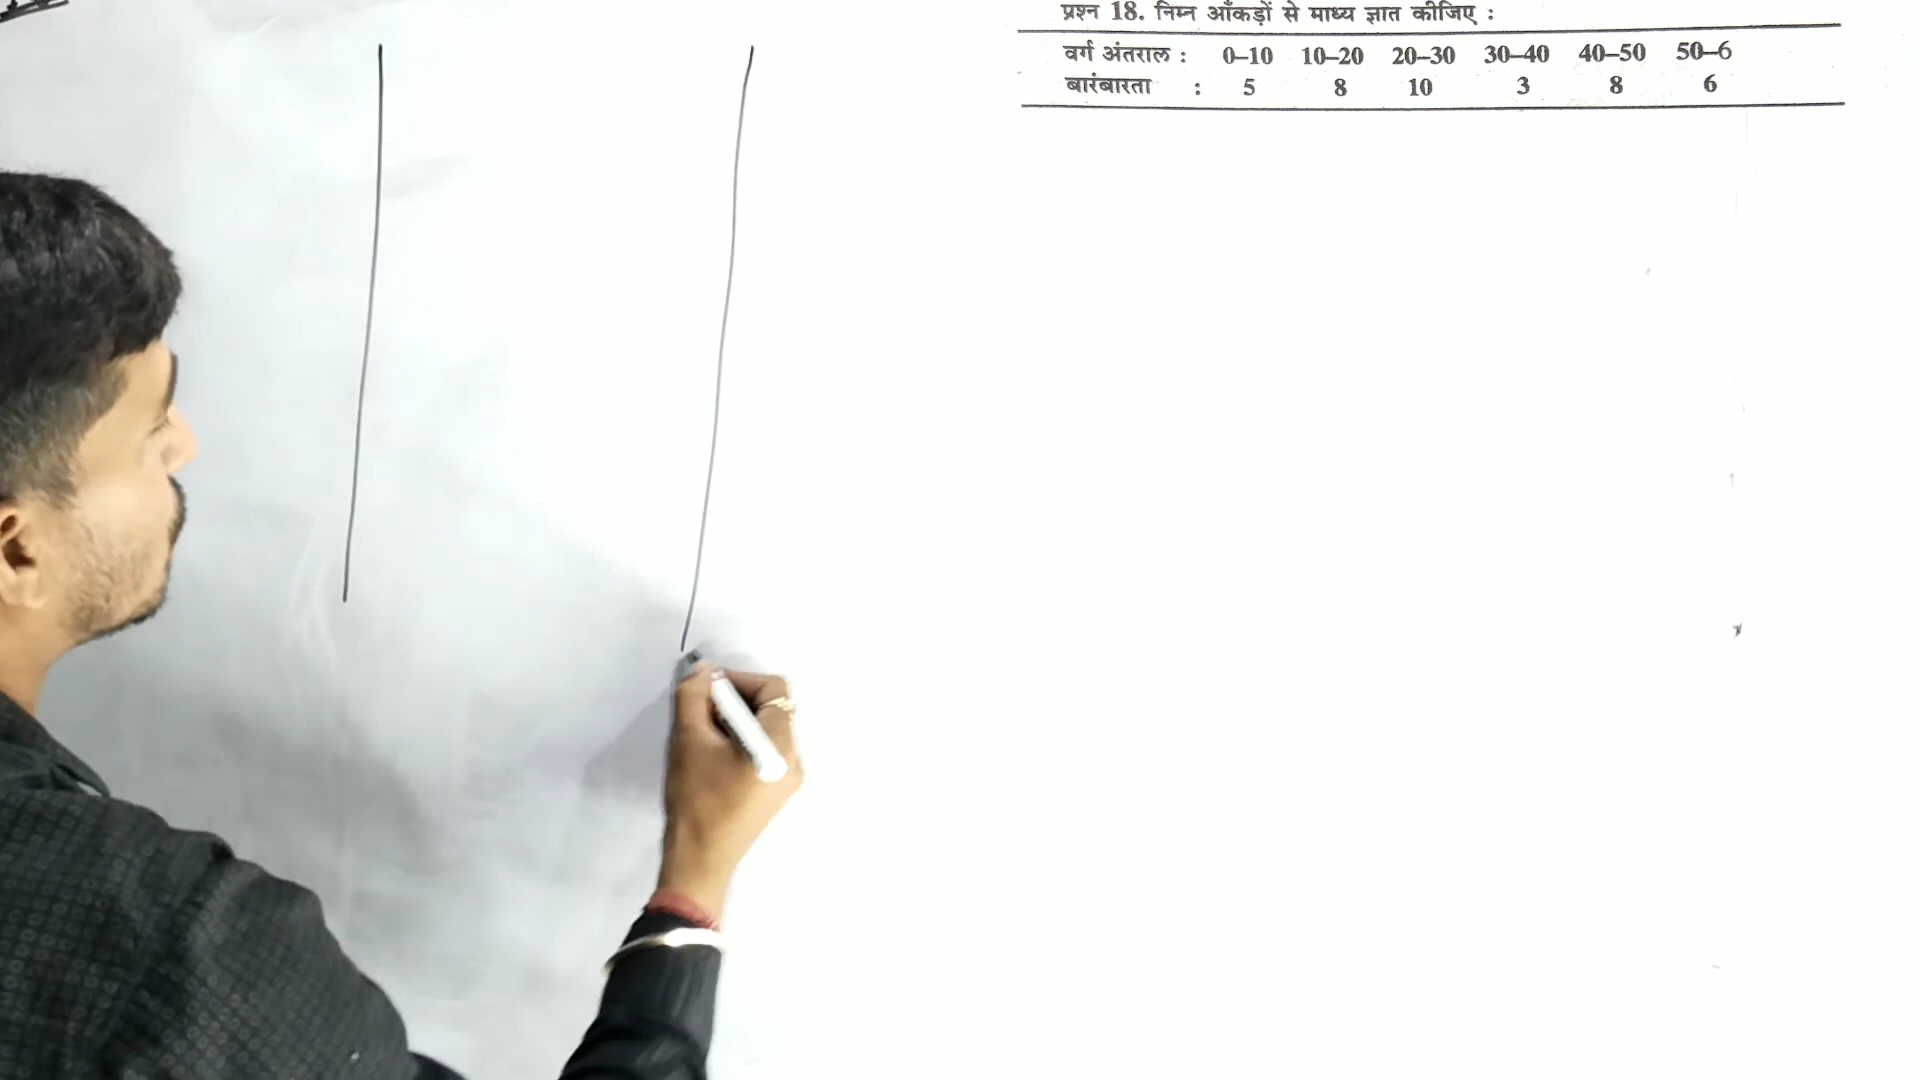 प्रश्न 18. निम्न आँकड़ों से माध्य ज्ञात कीजिए :
वर्ग अंतराल : 0–10 10–20 20–30 30–40 40–50 50–6
बारंबारता : 5 8 10 3 8 6